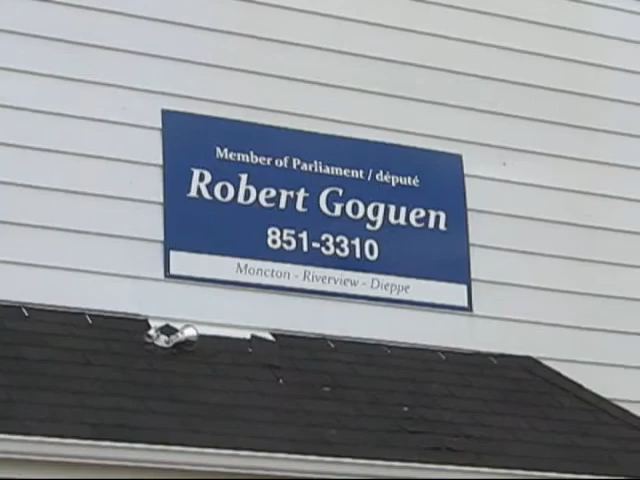 Member of Parliament / député
Robert Goguen
851-3310
Moncton - Riverview - Dieppe